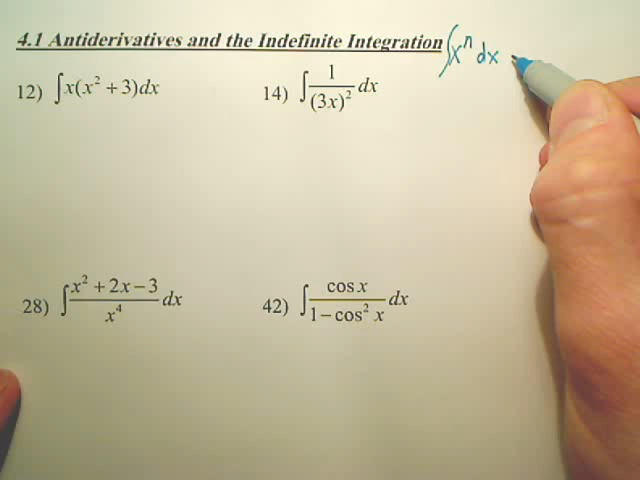 4.1 Antiderivatives and the Indefinite Integration ∫xⁿ dx
12) ∫x(x² + 3)dx
14) ∫1/(3x)² dx
28) ∫(x² + 2x − 3)/x⁴ dx
42) ∫cos x/(1 − cos² x) dx